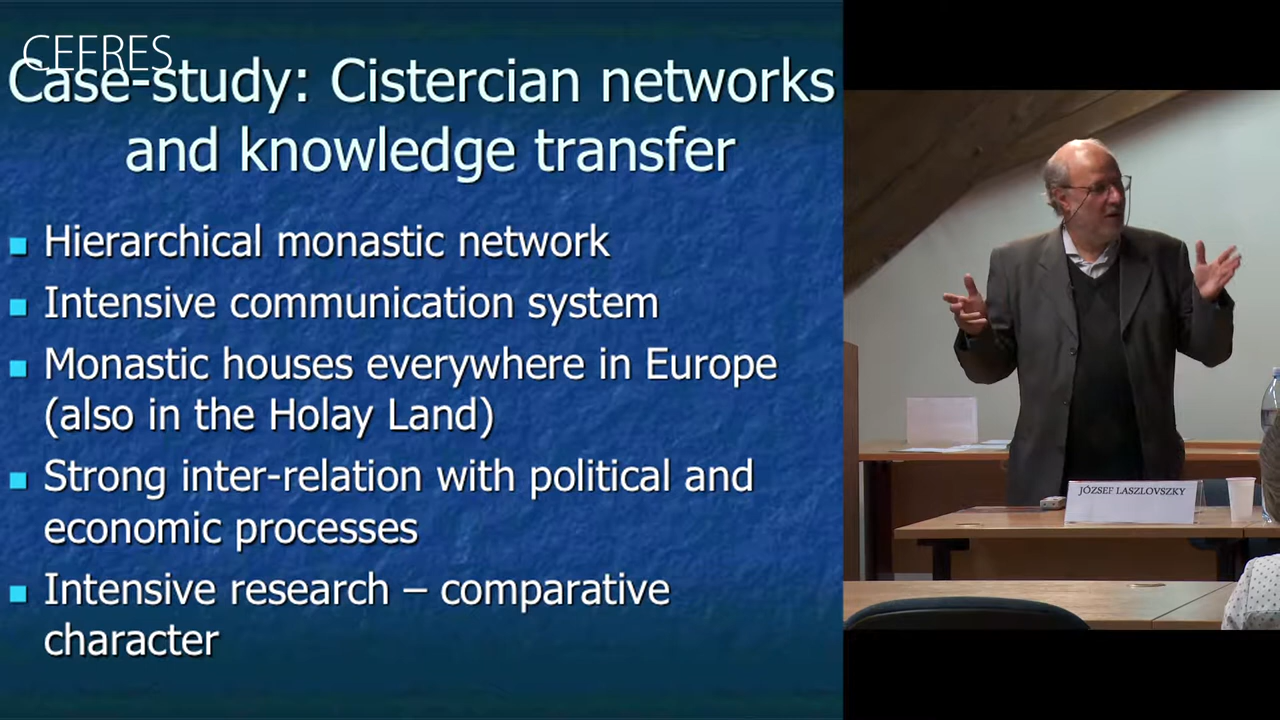 CEFRES
Case-study: Cistercian networks
and knowledge transfer
Hierarchical monastic network
Intensive communication system
Monastic houses everywhere in Europe
(also in the Holay Land)
Strong inter-relation with political and
economic processes
Intensive research – comparative
character
JÓZSEF LASZLOVSZKY